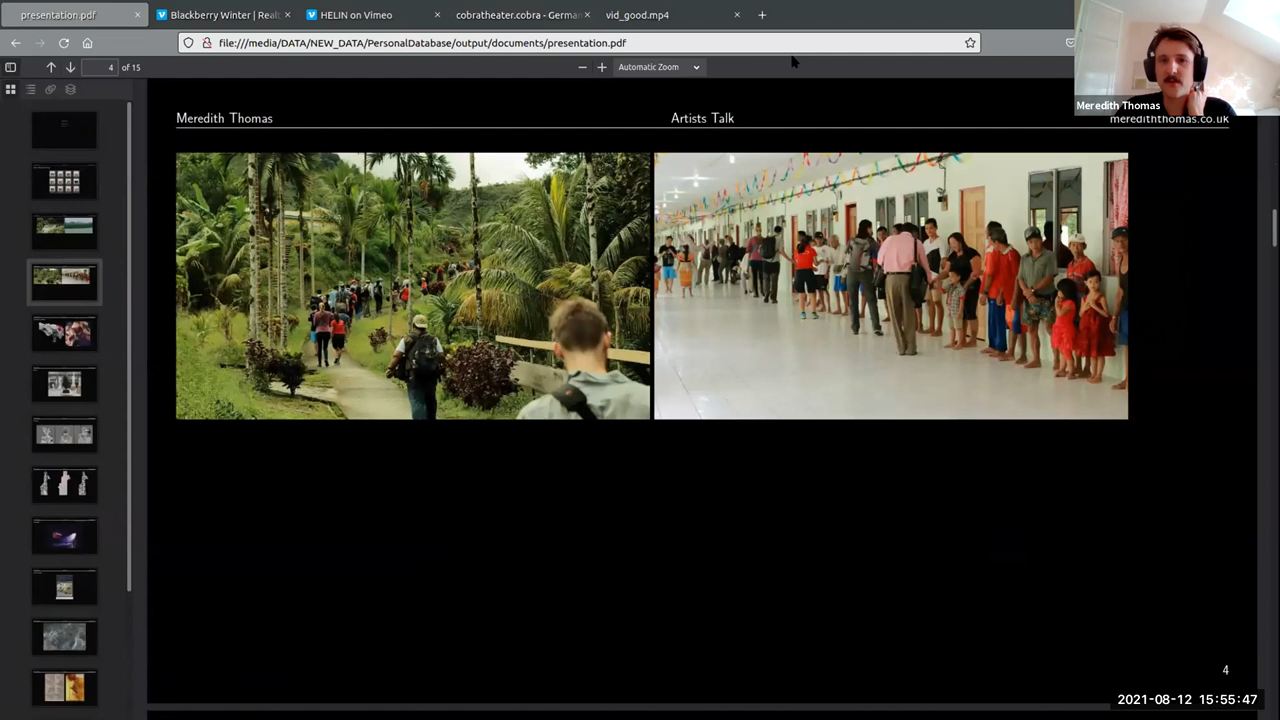 presentation.pdf
Blackberry Winter | Real
HELIN on Vimeo
cobratheater.cobra - German
vid_good.mp4
file:///media/DATA/NEW_DATA/PersonalDatabase/output/documents/presentation.pdf
4 of 15
Automatic Zoom
Meredith Thomas
Meredith Thomas
Artists Talk
mereditthomas.co.uk
4
2021-08-12 15:55:47